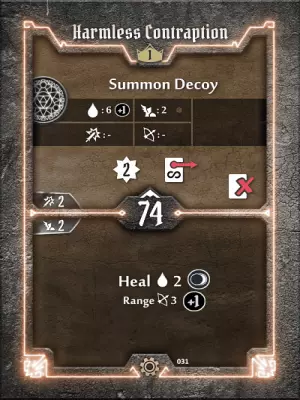 Harmless Contraption
1
Summon Decoy
: 6 +1 : 2
: - : -
2 S
74
2
2
Heal 2
Range 3 +1
031